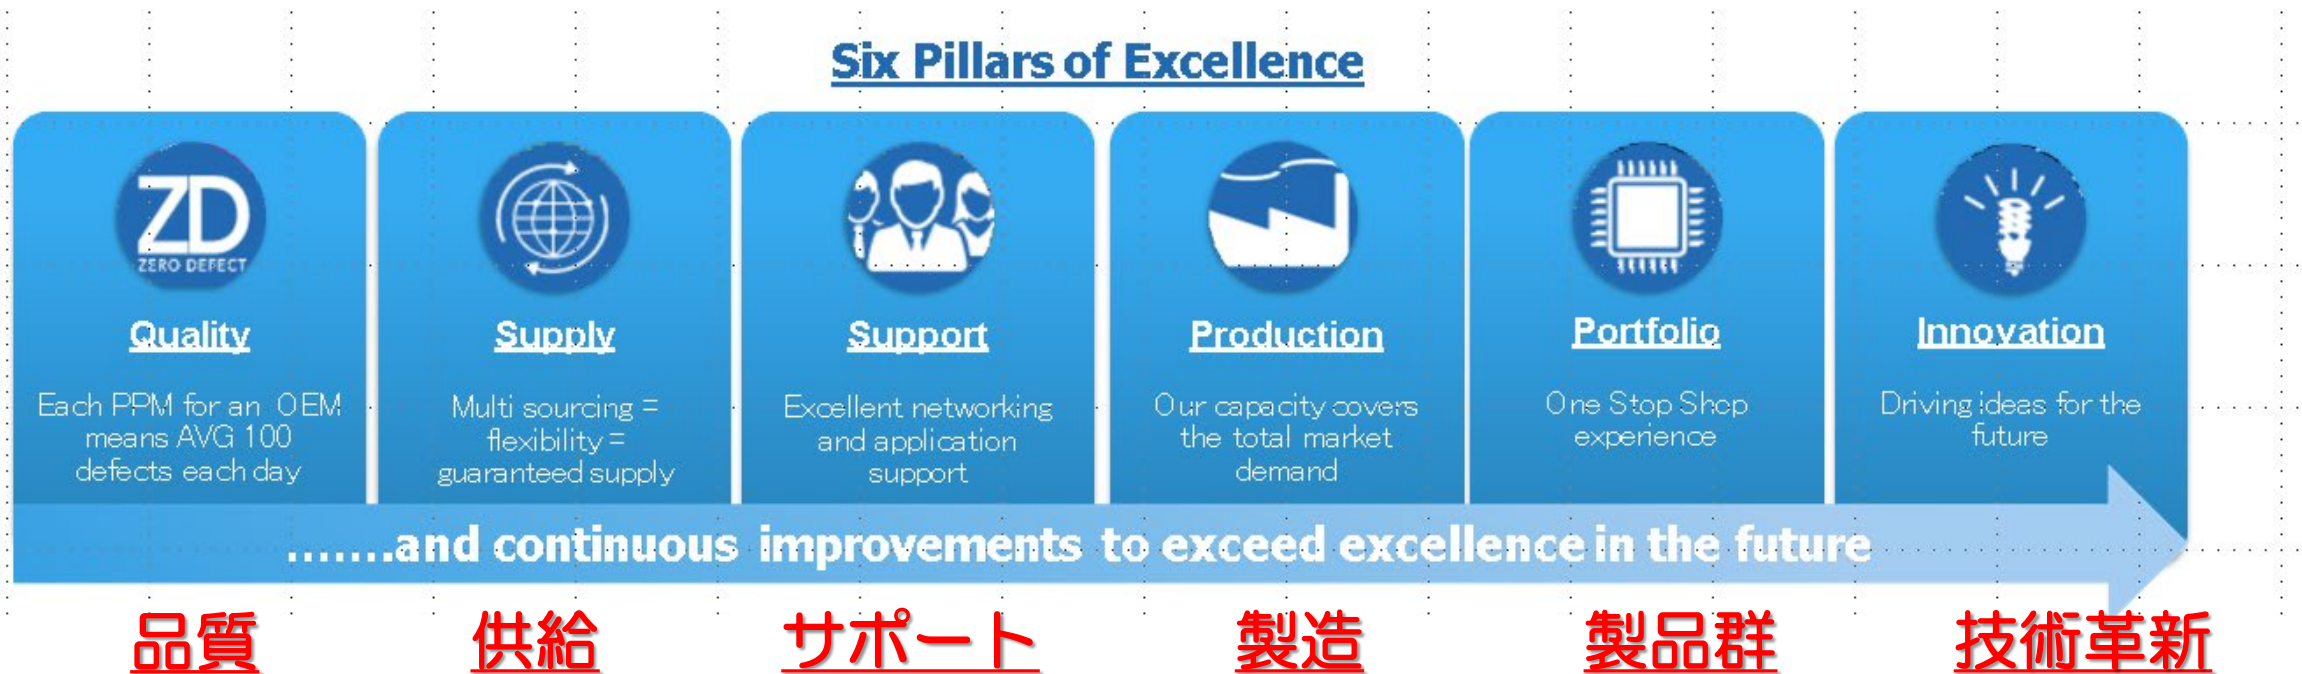 Six Pillars of Excellence
ZD
ZERO DEFECT
Quality
Each PPM for an OEM
means AVG 100
defects each day
Supply
Multi sourcing =
flexibility =
guaranteed supply
Support
Excellent networking
and application
support
Production
Our capacity covers
the total market
demand
Portfolio
One Stop Shop
experience
Innovation
Driving ideas for the
future
.......and continuous improvements to exceed excellence in the future
品質
供給
サポート
製造
製品群
技術革新